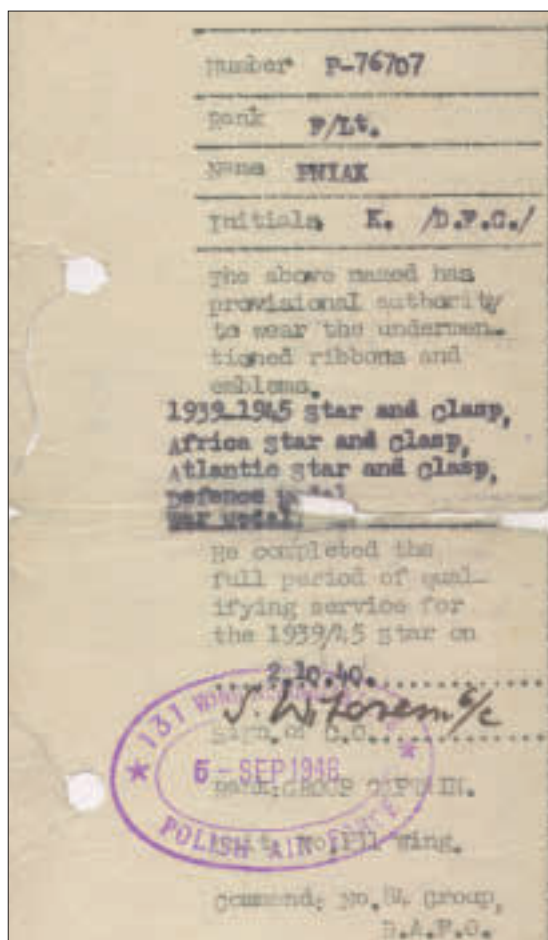 Number P-76707
Rank F/Lt.
Name PNIAK
Initials K. /D.F.C./
The above named has
provisional authority
to wear the undermen-
tioned ribbons and
emblems.
1939-1945 Star and Clasp,
Africa Star and Clasp,
Atlantic Star and Clasp,
Defence Medal
War Medal.
He completed the
full period of qual-
ifying service for
the 1939/45 Star on
2.10.40.
Sign. of C.O.
131 WING
5 - SEP 1946
POLISH AIR FORCE
Rank: GROUP CAPTAIN.
Wing.
Command: No. 84 Group,
B.A.F.O.